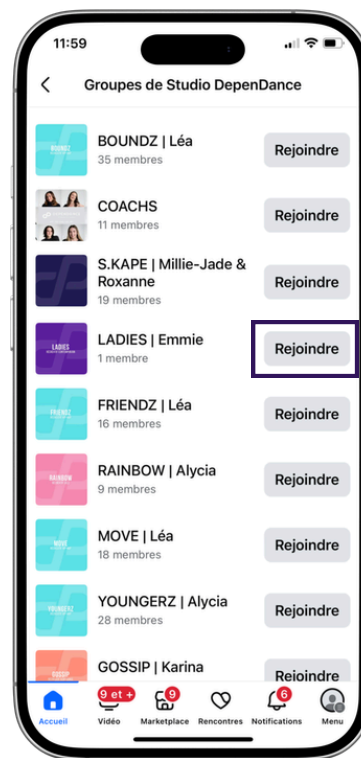 11:59
Groupes de Studio DepenDance
BOUNDZ
BOUNDZ | Léa
35 membres
Rejoindre
COACHS
11 membres
Rejoindre
S.KAPE | Millie-Jade &
Roxanne
19 membres
Rejoindre
LADIES
LADIES | Emmie
1 membre
Rejoindre
FRIENDZ
FRIENDZ | Léa
16 membres
Rejoindre
RAINBOW
RAINBOW | Alycia
9 membres
Rejoindre
MOVE
MOVE | Léa
18 membres
Rejoindre
YOUNGERZ
YOUNGERZ | Alycia
28 membres
Rejoindre
GOSSIP
GOSSIP | Karina
Rejoindre
9 et +
9
6
Accueil
Vidéo
Marketplace
Rencontres
Notifications
Menu